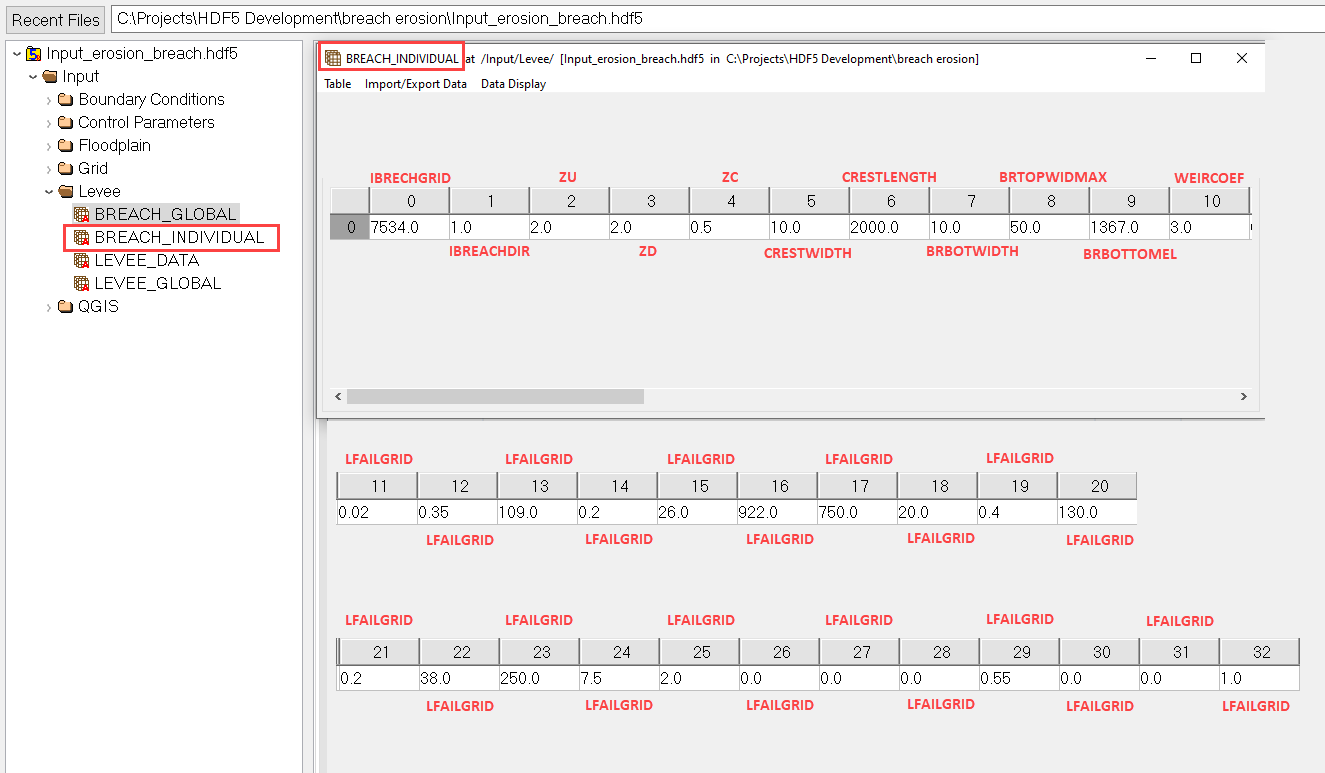 Recent Files
C:\Projects\HDF5 Development\breach erosion\Input_erosion_breach.hdf5
Input_erosion_breach.hdf5
Input
Boundary Conditions
Control Parameters
Floodplain
Grid
Levee
BREACH_GLOBAL
BREACH_INDIVIDUAL
LEVEE_DATA
LEVEE_GLOBAL
QGIS
BREACH_INDIVIDUAL at /Input/Levee/ [Input_erosion_breach.hdf5 in C:\Projects\HDF5 Development\breach erosion]
Table Import/Export Data Data Display
IBRECHGRID ZU ZC CRESTLENGTH BRTOPWIDMAX WEIRCOEF
0 1 2 3 4 5 6 7 8 9 10
0 7534.0 1.0 2.0 2.0 0.5 10.0 2000.0 10.0 50.0 1367.0 3.0
IBREACHDIR ZD CRESTWIDTH BRBOTWIDTH BRBOTTOMEL
LFAILGRID LFAILGRID LFAILGRID LFAILGRID LFAILGRID
11 12 13 14 15 16 17 18 19 20
0.02 0.35 109.0 0.2 26.0 922.0 750.0 20.0 0.4 130.0
LFAILGRID LFAILGRID LFAILGRID LFAILGRID LFAILGRID
LFAILGRID LFAILGRID LFAILGRID LFAILGRID LFAILGRID LFAILGRID
21 22 23 24 25 26 27 28 29 30 31 32
0.2 38.0 250.0 7.5 2.0 0.0 0.0 0.0 0.55 0.0 0.0 1.0
LFAILGRID LFAILGRID LFAILGRID LFAILGRID LFAILGRID LFAILGRID